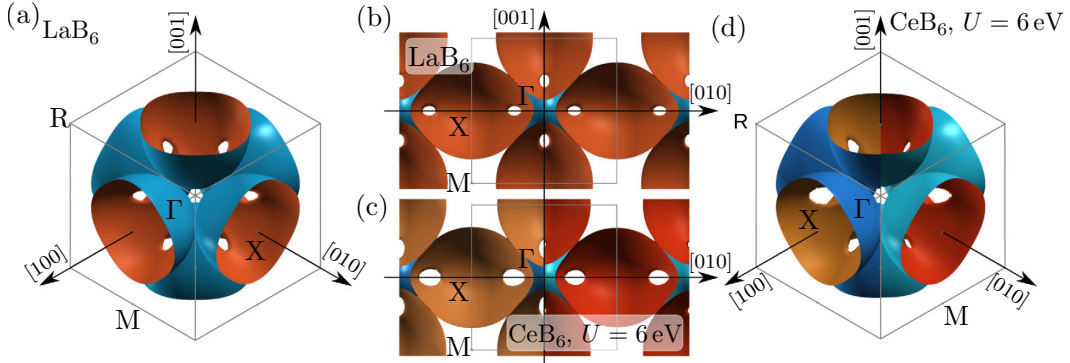 (a)
LaB₆
[001]
R
Γ
X
[100]
[010]
M
(b)
[001]
LaB₆
Γ
[010]
X
M
(c)
Γ
[010]
X
M
CeB₆, U = 6 eV
(d)
CeB₆, U = 6 eV
[001]
R
X
Γ
[100]
[010]
M